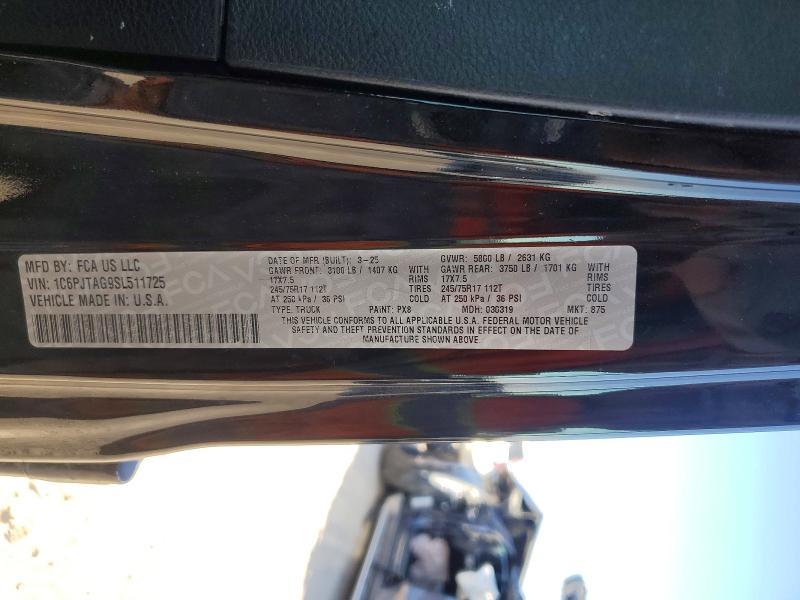 MFD BY: FCA US LLC
VIN: 1C6PJTAG9SL511725
VEHICLE MADE IN U.S.A.
DATE OF MFR (BUILT): 3-25 GVWR: 5800 LB / 2631 KG
GAWR FRONT: 3100 LB / 1407 KG WITH GAWR REAR: 3750 LB / 1701 KG WITH
17X7.5 RIMS 17X7.5 RIMS
245/75R17 112T TIRES 245/75R17 112T TIRES
AT 250 kPa / 36 PSI COLD AT 250 kPa / 36 PSI COLD
TYPE: TRUCK PAINT: PX8 MDH: 030319 MKT: 875
THIS VEHICLE CONFORMS TO ALL APPLICABLE U.S.A. FEDERAL MOTOR VEHICLE
SAFETY AND THEFT PREVENTION STANDARDS IN EFFECT ON THE DATE OF
MANUFACTURE SHOWN ABOVE.